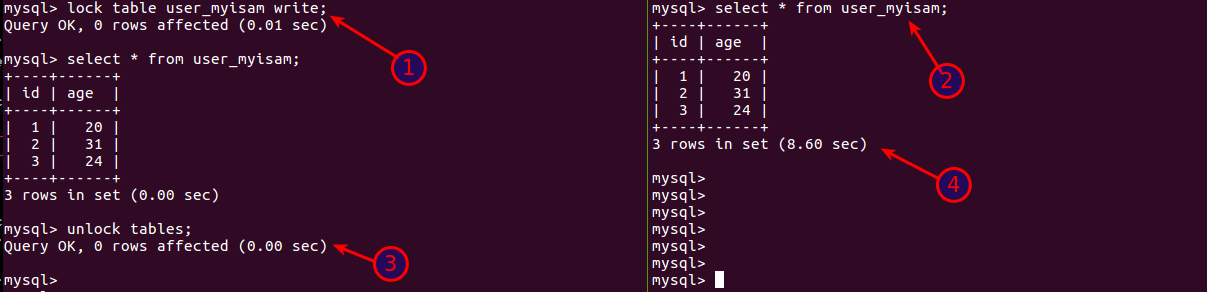 mysql> lock table user_myisam write;
Query OK, 0 rows affected (0.01 sec)
1
mysql> select * from user_myisam;
+----+------+
| id | age  |
+----+------+
|  1 |   20 |
|  2 |   31 |
|  3 |   24 |
+----+------+
3 rows in set (0.00 sec)
mysql> unlock tables;
Query OK, 0 rows affected (0.00 sec)
3
mysql>
mysql> select * from user_myisam;
+----+------+
| id | age  |
+----+------+
|  1 |   20 |
|  2 |   31 |
|  3 |   24 |
+----+------+
2
3 rows in set (8.60 sec)
4
mysql>
mysql>
mysql>
mysql>
mysql>
mysql>
mysql>